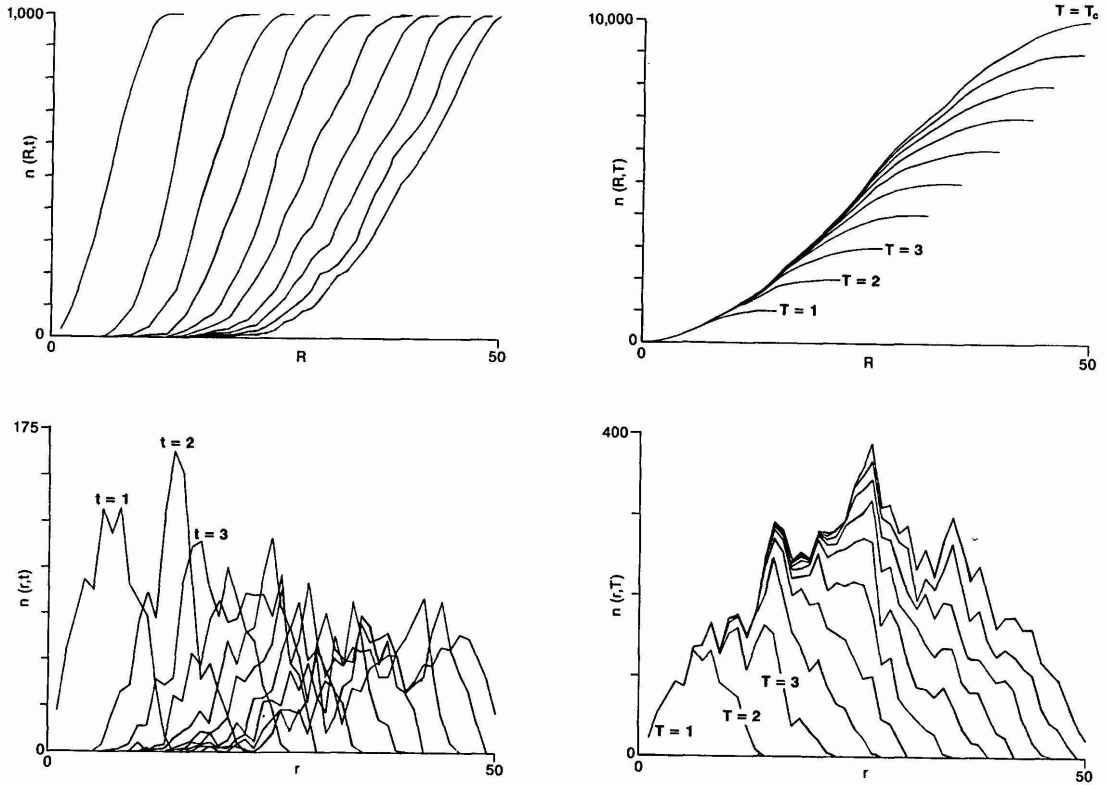 1,000
n (R,t)
0
0
R
50
10,000
n (R,T)
0
0
R
50
T = Tc
T = 3
T = 2
T = 1
175
n (r,t)
0
0
r
50
t = 1
t = 2
t = 3
400
n (r,T)
0
0
r
50
T = 1
T = 2
T = 3